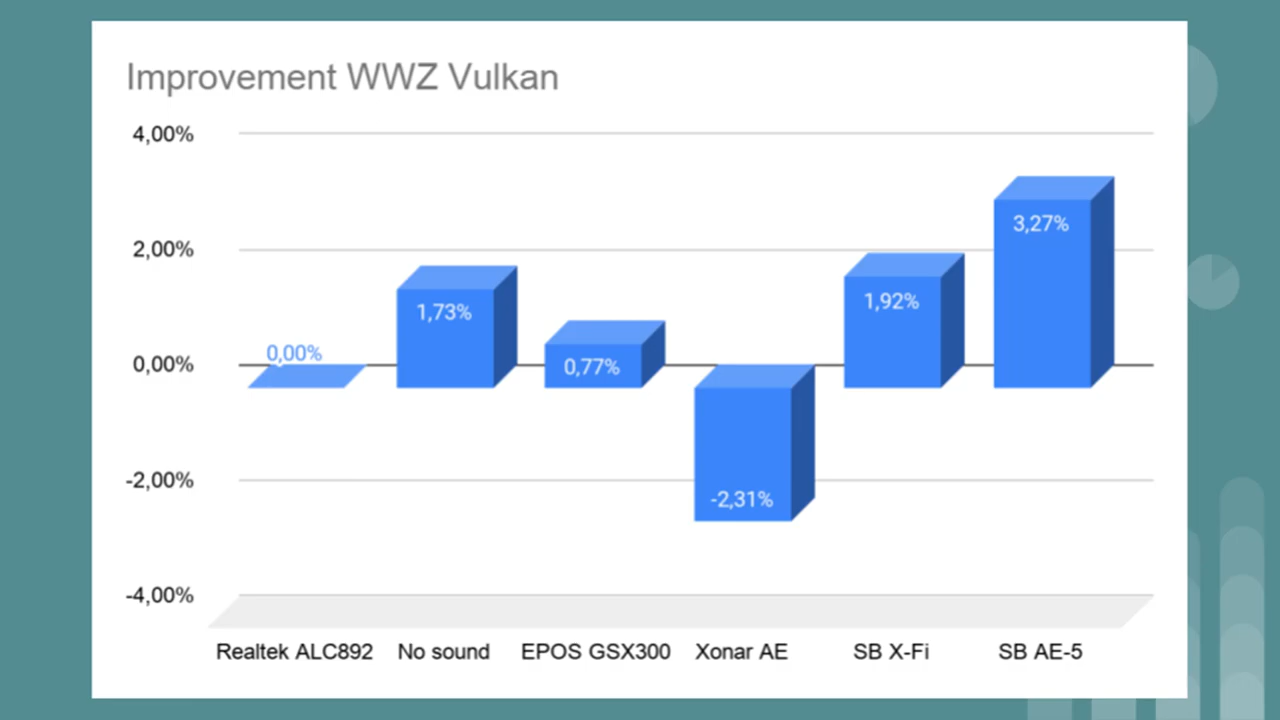 Improvement WWZ Vulkan
4,00%
2,00%
0,00%
-2,00%
-4,00%
0,00%
1,73%
0,77%
-2,31%
1,92%
3,27%
Realtek ALC892
No sound
EPOS GSX300
Xonar AE
SB X-Fi
SB AE-5